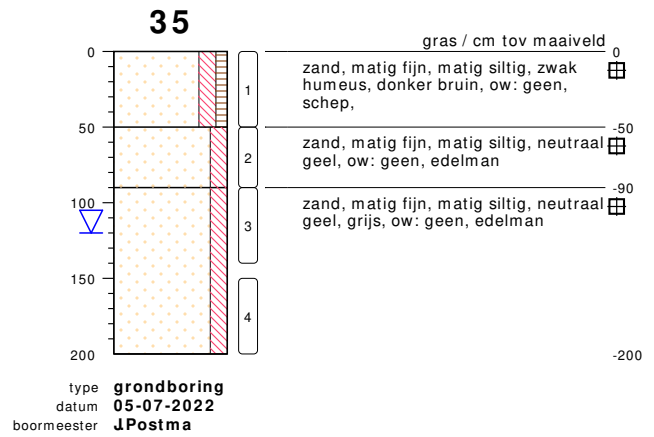 35
gras / cm tov maaiveld
0
0
zand, matig fijn, matig siltig, zwak
humeus, donker bruin, ow: geen,
schep,
1
50
-50
zand, matig fijn, matig siltig, neutraal
geel, ow: geen, edelman
2
-90
100
zand, matig fijn, matig siltig, neutraal
geel, grijs, ow: geen, edelman
3
150
4
200
-200
type grondboring
datum 05-07-2022
boormeester J.Postma